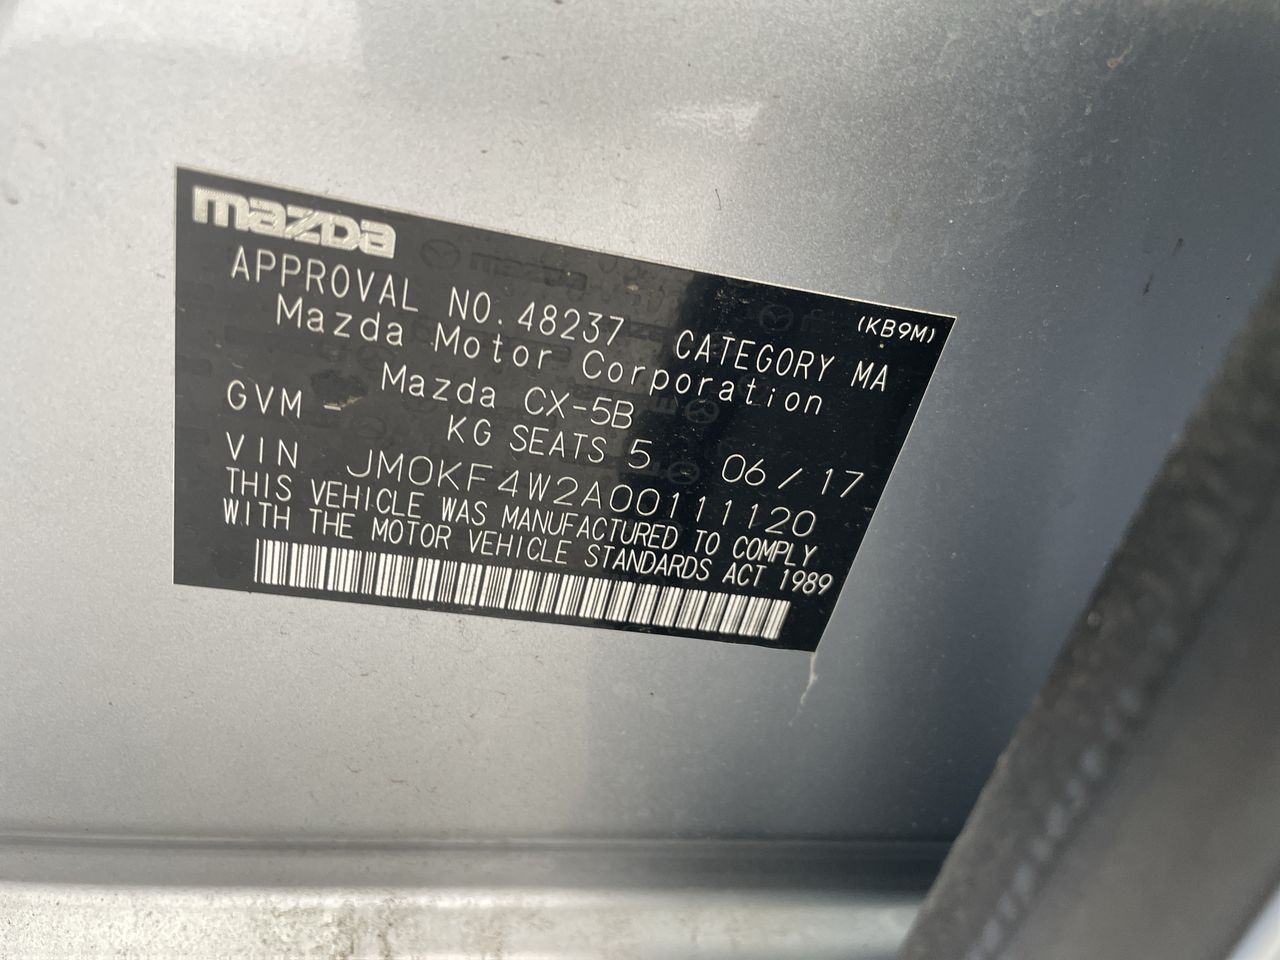 mazda
(KB9M)
APPROVAL NO. 48237 CATEGORY MA
Mazda Motor Corporation
Mazda CX-5B
GVM - KG SEATS 5 06/17
VIN JM0KF4W2A00111120
THIS VEHICLE WAS MANUFACTURED TO COMPLY
WITH THE MOTOR VEHICLE STANDARDS ACT 1989